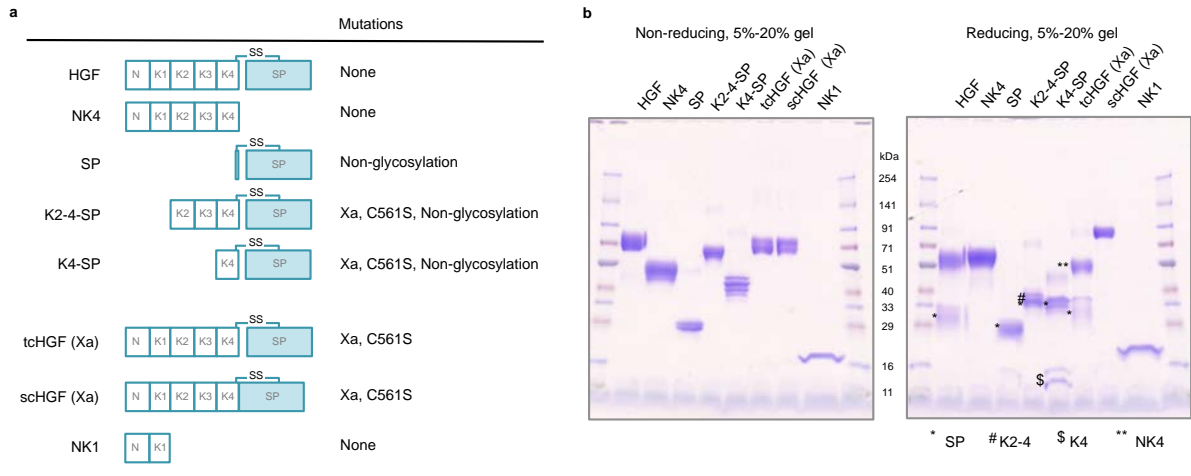 a
Mutations
HGF
N K1 K2 K3 K4 SS SP
None
NK4
N K1 K2 K3 K4
None
SP
SS SP
Non-glycosylation
K2-4-SP
K2 K3 K4 SS SP
Xa, C561S, Non-glycosylation
K4-SP
K4 SS SP
Xa, C561S, Non-glycosylation
tcHGF (Xa)
N K1 K2 K3 K4 SS SP
Xa, C561S
scHGF (Xa)
N K1 K2 K3 K4 SS SP
Xa, C561S
NK1
N K1
None
b
Non-reducing, 5%-20% gel
HGF
NK4
SP
K2-4-SP
K4-SP
tcHGF (Xa)
scHGF (Xa)
NK1
Reducing, 5%-20% gel
HGF
NK4
SP
K2-4-SP
K4-SP
tcHGF (Xa)
scHGF (Xa)
NK1
kDa
254
141
91
71
51
40
33
29
16
11
*
*
#
*
$
**
*
* SP # K2-4 $ K4 ** NK4